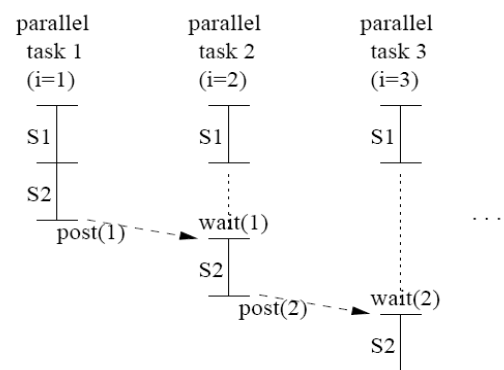 parallel
task 1
(i=1)
parallel
task 2
(i=2)
parallel
task 3
(i=3)
S1
S1
S1
S2
post(1)
wait(1)
. . .
S2
post(2)
wait(2)
S2